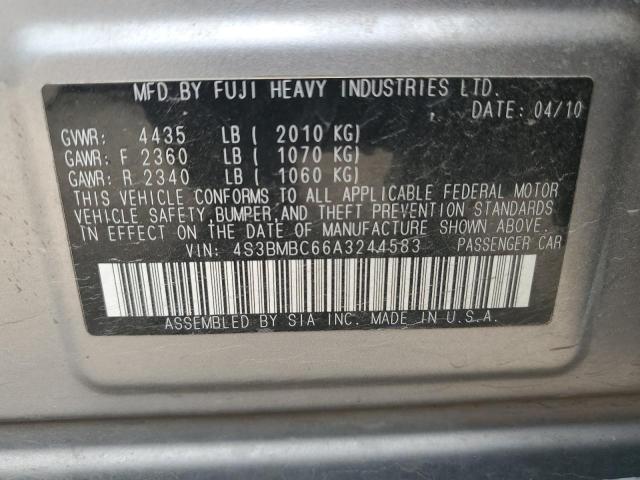 MFD BY FUJI HEAVY INDUSTRIES LTD.
DATE: 04/10
GVWR: 4435 LB ( 2010 KG)
GAWR: F 2360 LB ( 1070 KG)
GAWR: R 2340 LB ( 1060 KG)
THIS VEHICLE CONFORMS TO ALL APPLICABLE FEDERAL MOTOR
VEHICLE SAFETY, BUMPER, AND THEFT PREVENTION STANDARDS
IN EFFECT ON THE DATE OF MANUFACTURE SHOWN ABOVE.
VIN: 4S3BMBC66A3244583 PASSENGER CAR
ASSEMBLED BY SIA INC. MADE IN U.S.A.